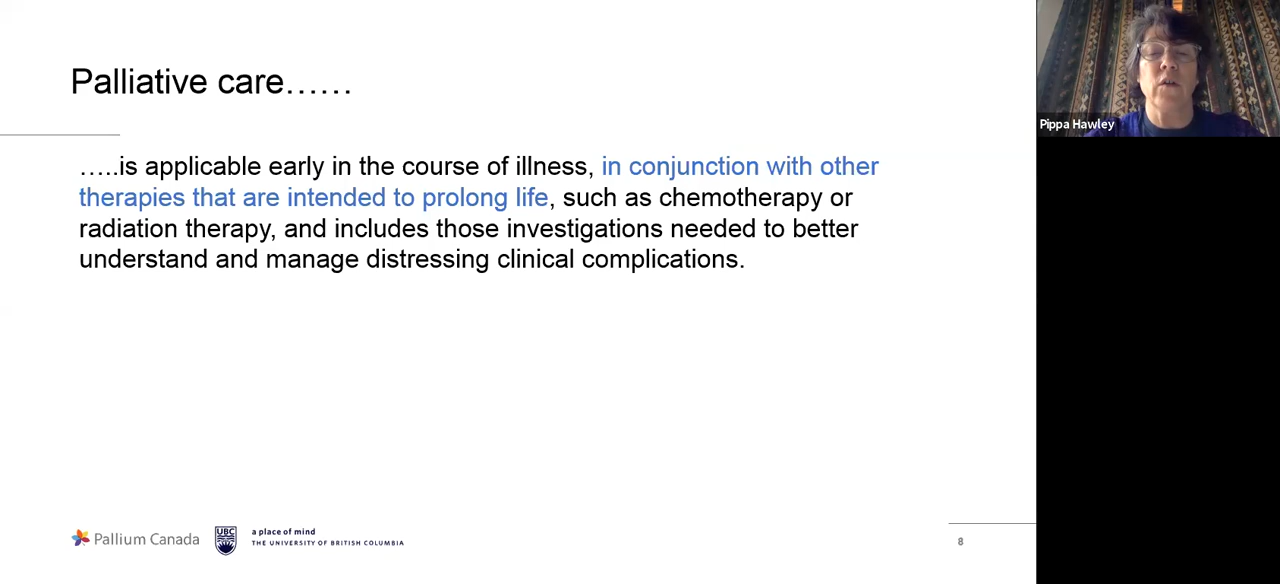 Palliative care……
…..is applicable early in the course of illness, in conjunction with other
therapies that are intended to prolong life, such as chemotherapy or
radiation therapy, and includes those investigations needed to better
understand and manage distressing clinical complications.
Pippa Hawley
Pallium Canada
UBC
a place of mind
THE UNIVERSITY OF BRITISH COLUMBIA
8